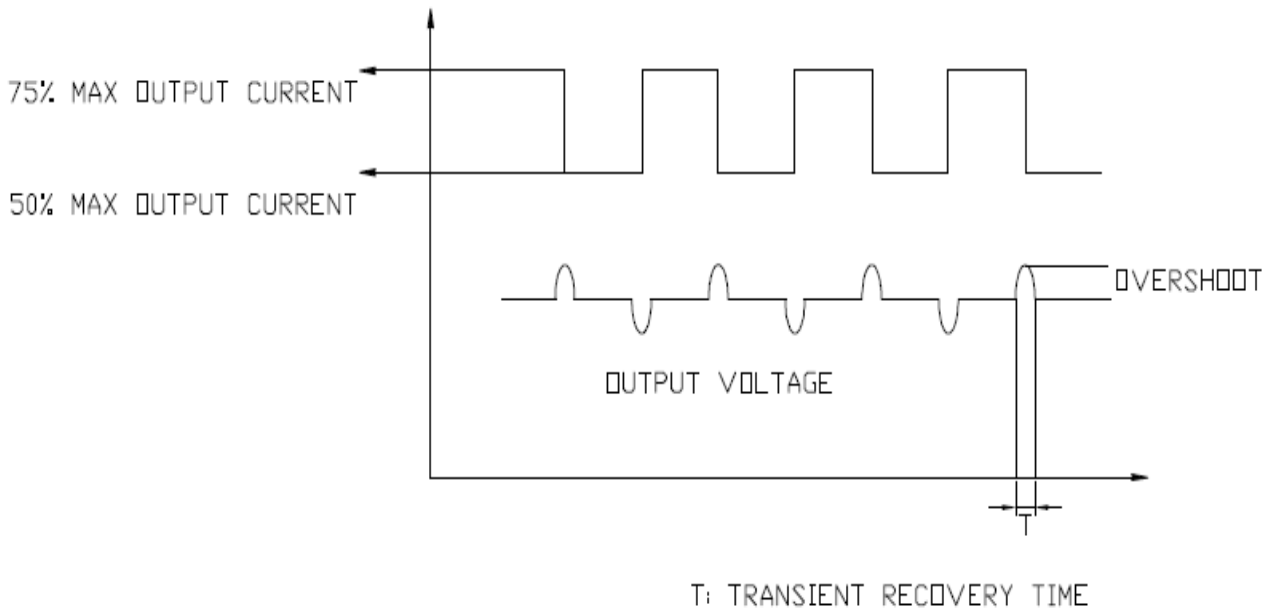 75% MAX OUTPUT CURRENT
50% MAX OUTPUT CURRENT
OVERSHOOT
OUTPUT VOLTAGE
T
T: TRANSIENT RECOVERY TIME